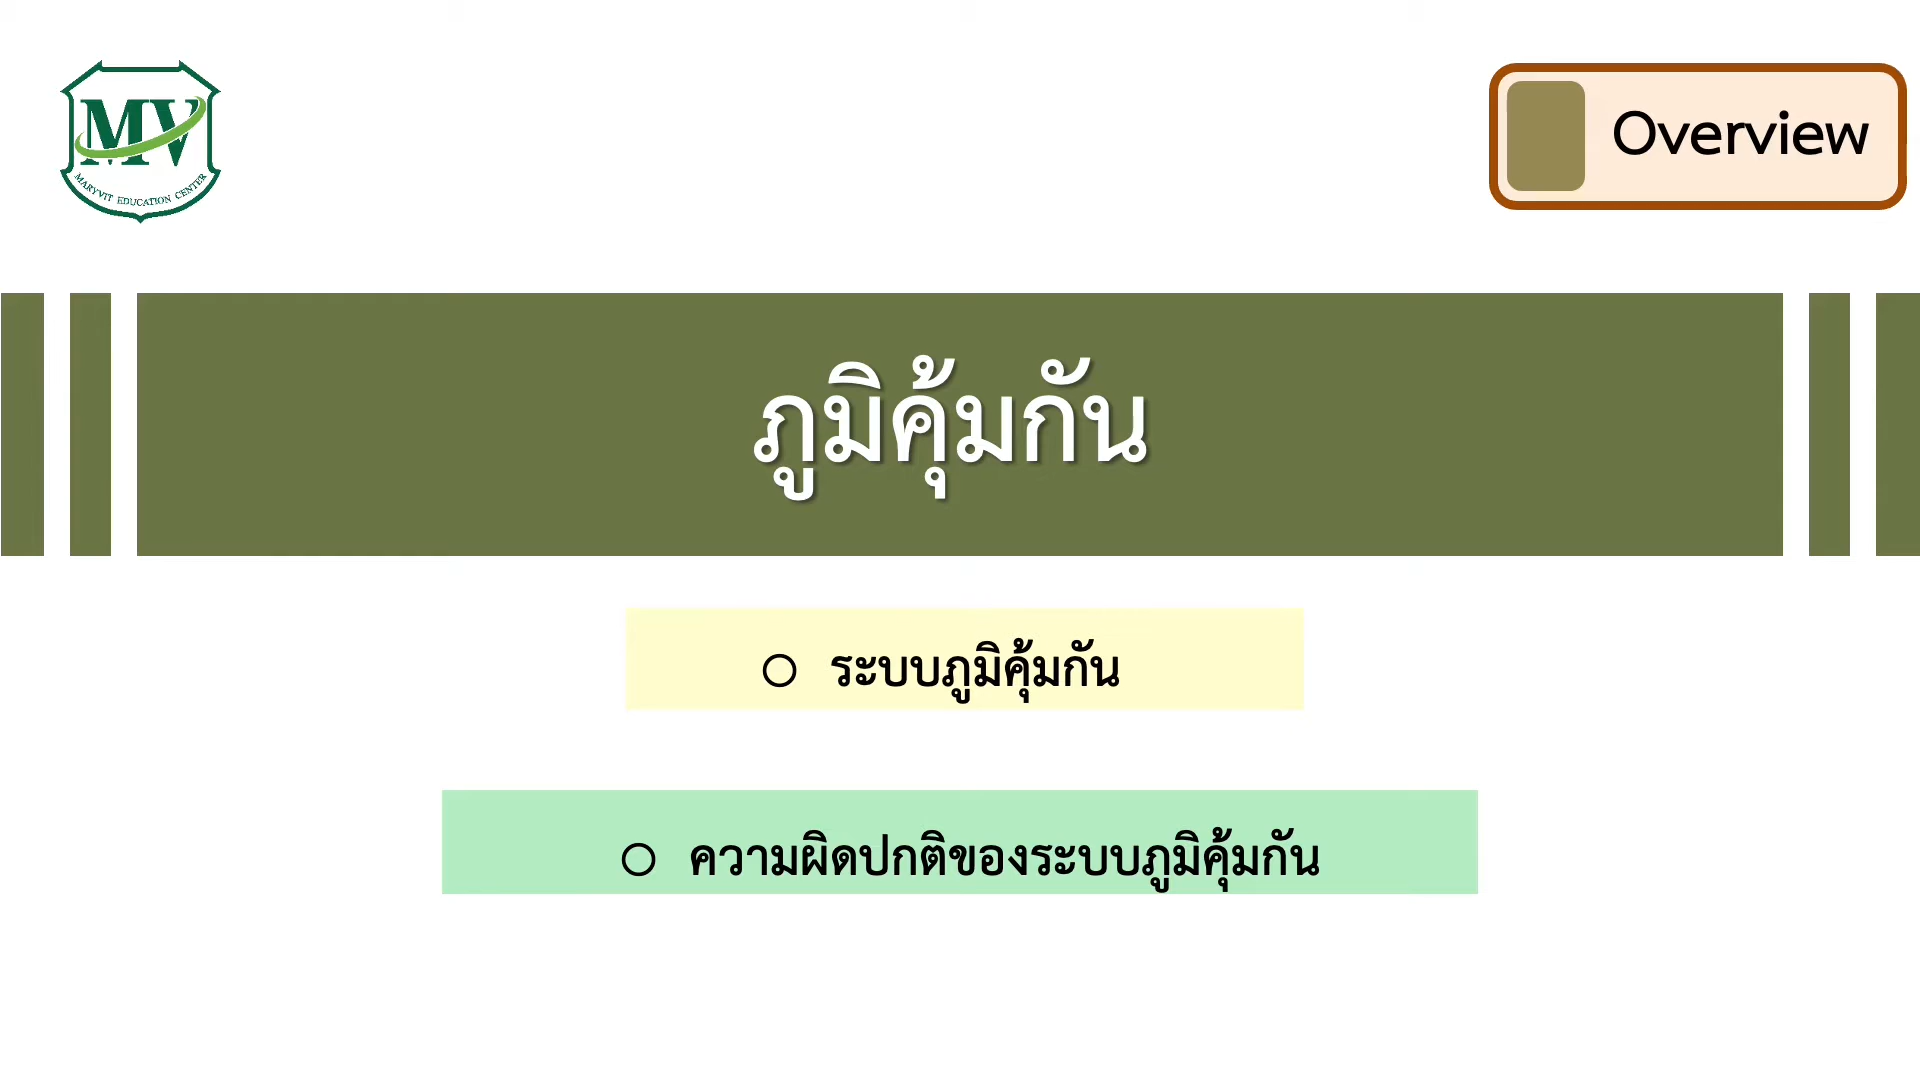 MV
MARYVIT EDUCATION CENTER
Overview
ภูมิคุ้มกัน
ระบบภูมิคุ้มกัน
ความผิดปกติของระบบภูมิคุ้มกัน